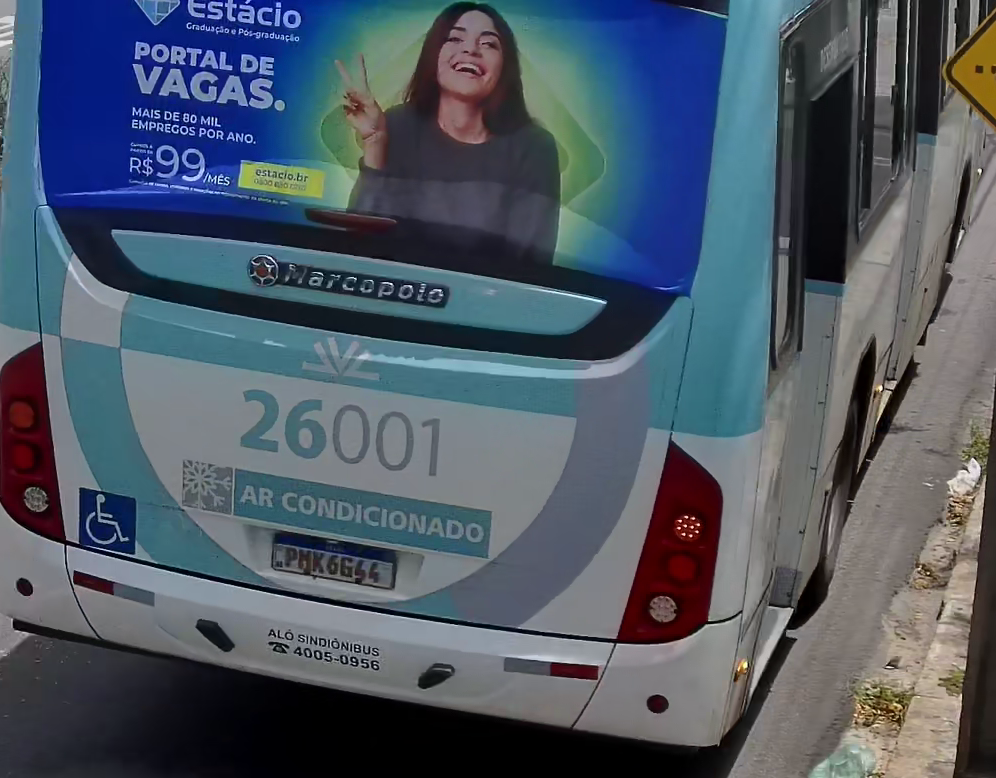 Estácio
Graduação e Pós-graduação
PORTAL DE
VAGAS.
MAIS DE 80 MIL
EMPREGOS POR ANO.
R$99/MÊS
estacio.br
Marcopolo
26001
AR CONDICIONADO
PHK6G44
ALÔ SINDIÔNIBUS
☎ 4005-0956